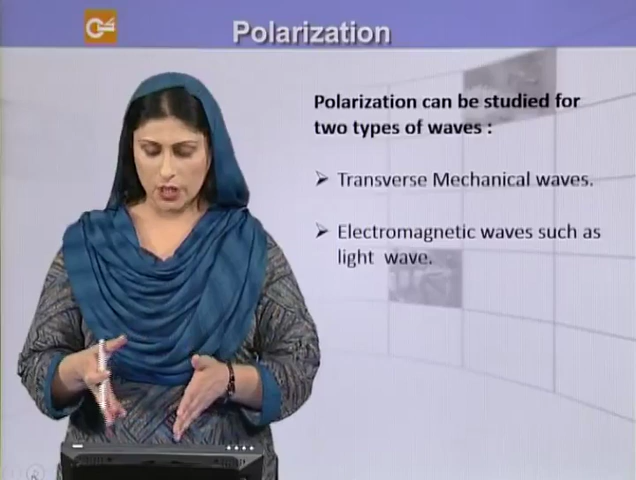 Polarization
Polarization can be studied for
two types of waves :
Transverse Mechanical waves.
Electromagnetic waves such as
light  wave.